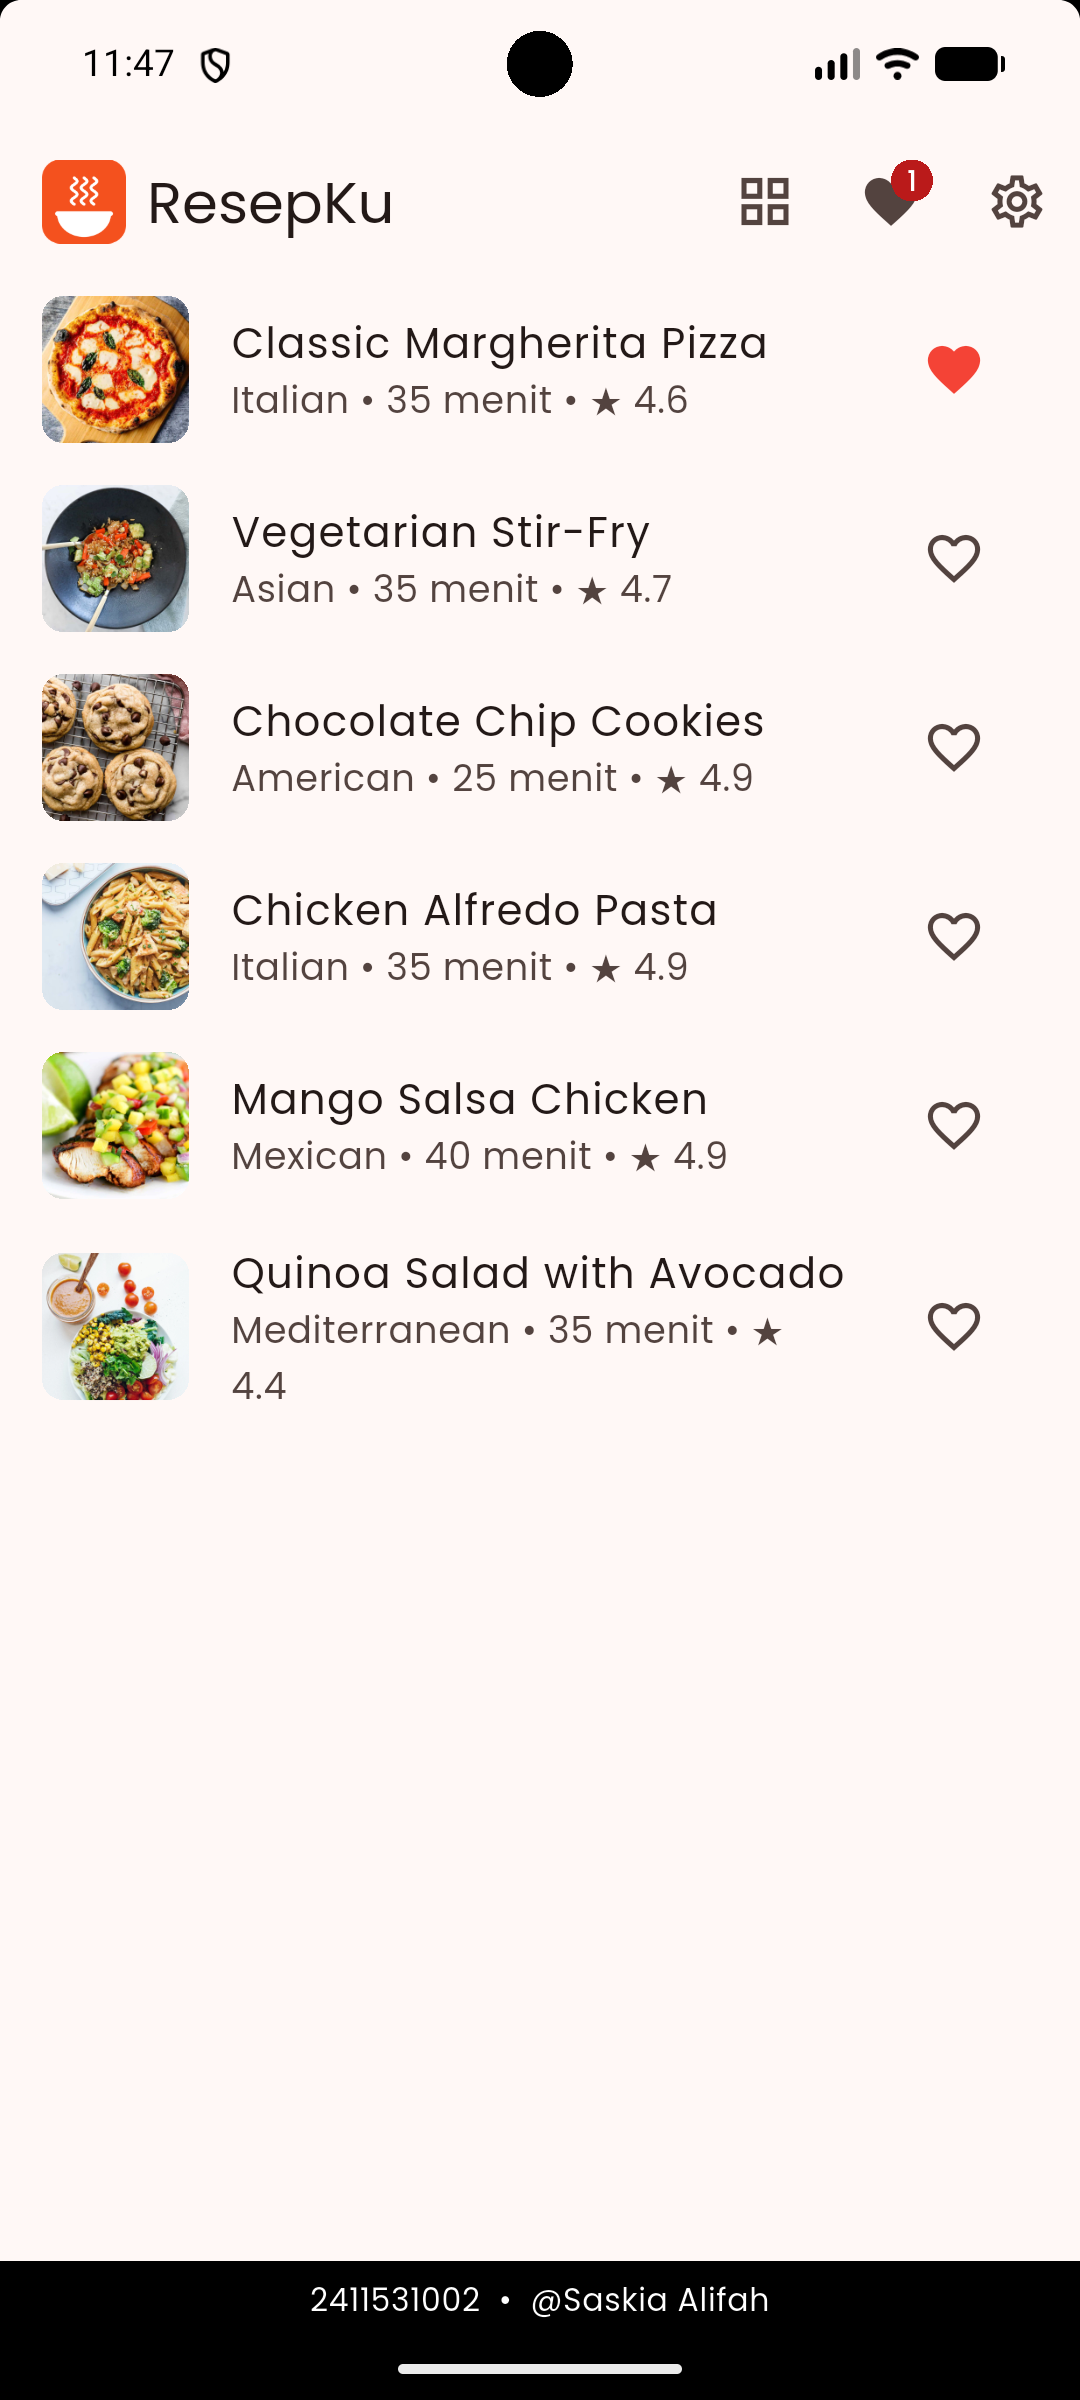 11:47
ResepKu
1
Classic Margherita Pizza
Italian • 35 menit • ★ 4.6
Vegetarian Stir-Fry
Asian • 35 menit • ★ 4.7
Chocolate Chip Cookies
American • 25 menit • ★ 4.9
Chicken Alfredo Pasta
Italian • 35 menit • ★ 4.9
Mango Salsa Chicken
Mexican • 40 menit • ★ 4.9
Quinoa Salad with Avocado
Mediterranean • 35 menit • ★
4.4
2411531002 • @Saskia Alifah